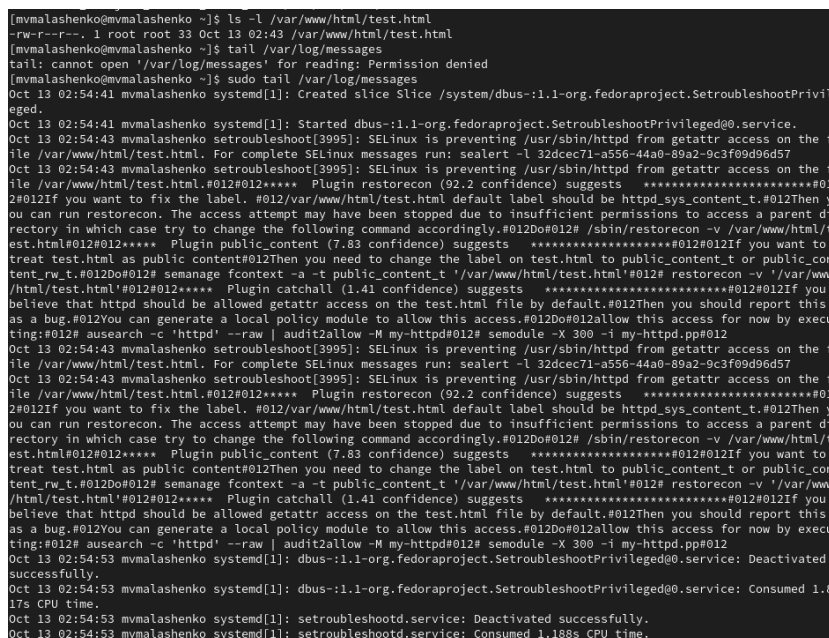 [mvmalashenko@mvmalashenko ~]$ ls -l /var/www/html/test.html
-rw-r--r--. 1 root root 33 Oct 13 02:43 /var/www/html/test.html
[mvmalashenko@mvmalashenko ~]$ tail /var/log/messages
tail: cannot open '/var/log/messages' for reading: Permission denied
[mvmalashenko@mvmalashenko ~]$ sudo tail /var/log/messages
Oct 13 02:54:41 mvmalashenko systemd[1]: Created slice Slice /system/dbus-:1.1-org.fedoraproject.SetroubleshootPrivil
eged.
Oct 13 02:54:41 mvmalashenko systemd[1]: Started dbus-:1.1-org.fedoraproject.SetroubleshootPrivileged@0.service.
Oct 13 02:54:43 mvmalashenko setroubleshoot[3995]: SELinux is preventing /usr/sbin/httpd from getattr access on the f
ile /var/www/html/test.html. For complete SELinux messages run: sealert -l 32dcec71-a556-44a0-89a2-9c3f09d96d57
Oct 13 02:54:43 mvmalashenko setroubleshoot[3995]: SELinux is preventing /usr/sbin/httpd from getattr access on the f
ile /var/www/html/test.html.#012#012***** Plugin restorecon (92.2 confidence) suggests ************************#01
2#012If you want to fix the label. #012/var/www/html/test.html default label should be httpd_sys_content_t.#012Then y
ou can run restorecon. The access attempt may have been stopped due to insufficient permissions to access a parent di
rectory in which case try to change the following command accordingly.#012Do#012# /sbin/restorecon -v /var/www/html/t
est.html#012#012***** Plugin public_content (7.83 confidence) suggests ********************#012#012If you want to
treat test.html as public content#012Then you need to change the label on test.html to public_content_t or public_con
tent_rw_t.#012Do#012# semanage fcontext -a -t public_content_t '/var/www/html/test.html'#012# restorecon -v '/var/www
/html/test.html'#012#012***** Plugin catchall (1.41 confidence) suggests **************************#012#012If you
believe that httpd should be allowed getattr access on the test.html file by default.#012Then you should report this
as a bug.#012You can generate a local policy module to allow this access.#012Do#012allow this access for now by execu
ting:#012# ausearch -c 'httpd' --raw | audit2allow -M my-httpd#012# semodule -X 300 -i my-httpd.pp#012
Oct 13 02:54:43 mvmalashenko setroubleshoot[3995]: SELinux is preventing /usr/sbin/httpd from getattr access on the f
ile /var/www/html/test.html. For complete SELinux messages run: sealert -l 32dcec71-a556-44a0-89a2-9c3f09d96d57
Oct 13 02:54:43 mvmalashenko setroubleshoot[3995]: SELinux is preventing /usr/sbin/httpd from getattr access on the f
ile /var/www/html/test.html.#012#012***** Plugin restorecon (92.2 confidence) suggests ************************#01
2#012If you want to fix the label. #012/var/www/html/test.html default label should be httpd_sys_content_t.#012Then y
ou can run restorecon. The access attempt may have been stopped due to insufficient permissions to access a parent di
rectory in which case try to change the following command accordingly.#012Do#012# /sbin/restorecon -v /var/www/html/t
est.html#012#012***** Plugin public_content (7.83 confidence) suggests ********************#012#012If you want to
treat test.html as public content#012Then you need to change the label on test.html to public_content_t or public_con
tent_rw_t.#012Do#012# semanage fcontext -a -t public_content_t '/var/www/html/test.html'#012# restorecon -v '/var/www
/html/test.html'#012#012***** Plugin catchall (1.41 confidence) suggests **************************#012#012If you
believe that httpd should be allowed getattr access on the test.html file by default.#012Then you should report this
as a bug.#012You can generate a local policy module to allow this access.#012Do#012allow this access for now by execu
ting:#012# ausearch -c 'httpd' --raw | audit2allow -M my-httpd#012# semodule -X 300 -i my-httpd.pp#012
Oct 13 02:54:53 mvmalashenko systemd[1]: dbus-:1.1-org.fedoraproject.SetroubleshootPrivileged@0.service: Deactivated
successfully.
Oct 13 02:54:53 mvmalashenko systemd[1]: dbus-:1.1-org.fedoraproject.SetroubleshootPrivileged@0.service: Consumed 1.8
17s CPU time.
Oct 13 02:54:53 mvmalashenko systemd[1]: setroubleshootd.service: Deactivated successfully.
Oct 13 02:54:53 mvmalashenko systemd[1]: setroubleshootd.service: Consumed 1.188s CPU time.